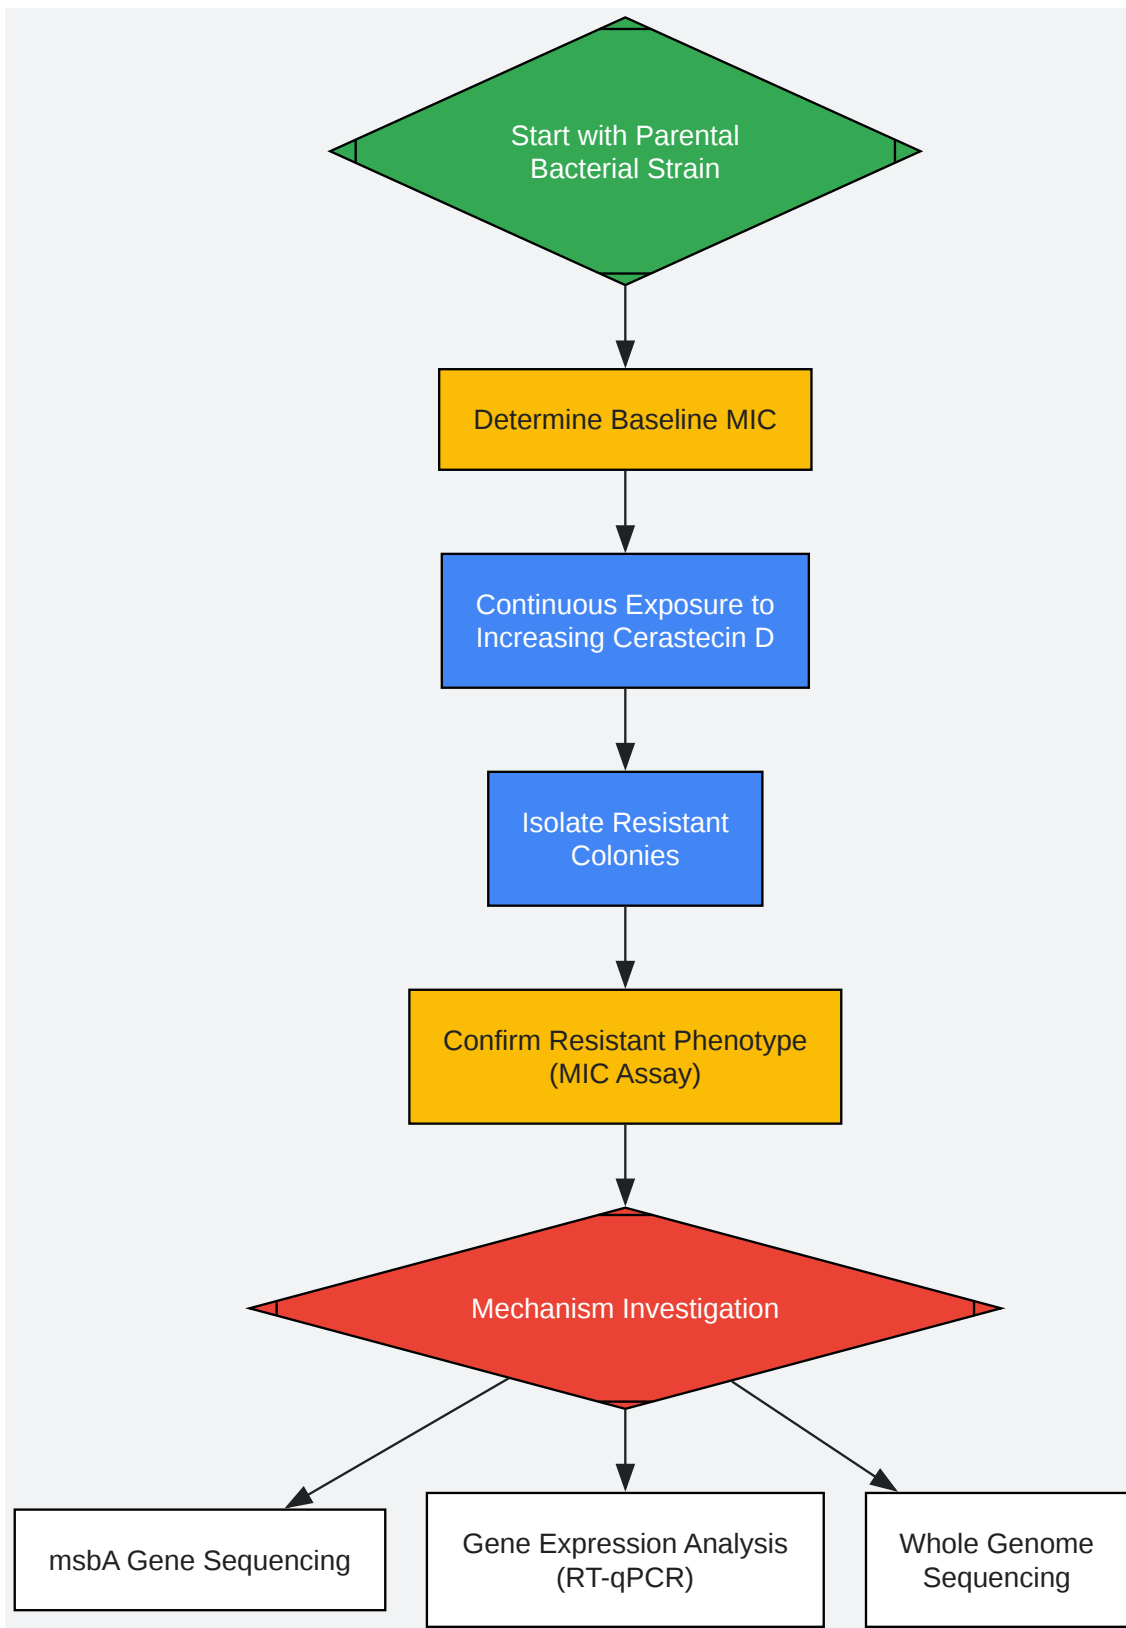 Start with Parental
Bacterial Strain
Determine Baseline MIC
Continuous Exposure to
Increasing Cerastecin D
Isolate Resistant
Colonies
Confirm Resistant Phenotype
(MIC Assay)
Mechanism Investigation
msbA Gene Sequencing
Gene Expression Analysis
(RT-qPCR)
Whole Genome
Sequencing